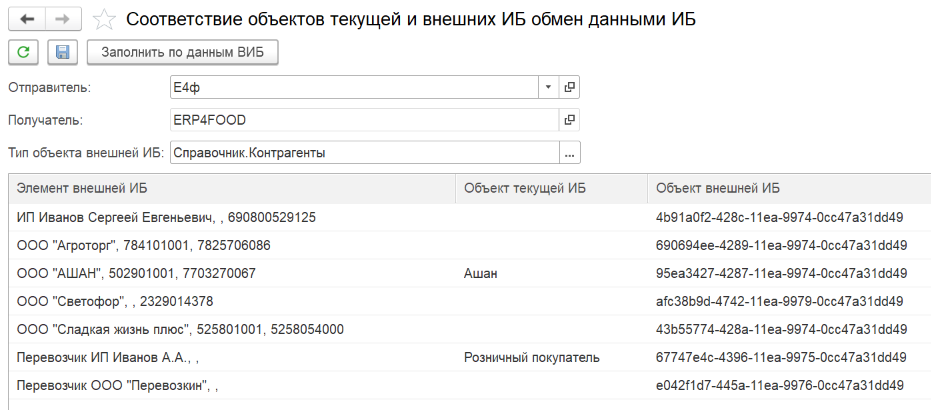 Соответствие объектов текущей и внешних ИБ обмен данными ИБ
Заполнить по данным ВИБ
Отправитель: Е4ф
Получатель: ERP4FOOD
Тип объекта внешней ИБ: Справочник.Контрагенты ...
Элемент внешней ИБ Объект текущей ИБ Объект внешней ИБ
ИП Иванов Сергеей Евгеньевич, , 690800529125 4b91a0f2-428c-11ea-9974-0cc47a31dd49
ООО "Агроторг", 784101001, 7825706086 690694ee-4289-11ea-9974-0cc47a31dd49
ООО "АШАН", 502901001, 7703270067 Ашан 95ea3427-4287-11ea-9974-0cc47a31dd49
ООО "Светофор", , 2329014378 afc38b9d-4742-11ea-9979-0cc47a31dd49
ООО "Сладкая жизнь плюс", 525801001, 5258054000 43b55774-428a-11ea-9974-0cc47a31dd49
Перевозчик ИП Иванов А.А., , Розничный покупатель 67747e4c-4396-11ea-9975-0cc47a31dd49
Перевозчик ООО "Перевозкин", , e042f1d7-445a-11ea-9976-0cc47a31dd49